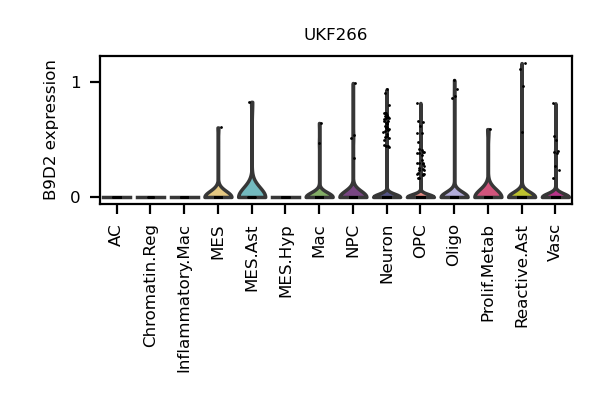 UKF266
B9D2 expression
1
0
AC
Chromatin.Reg
Inflammatory.Mac
MES
MES.Ast
MES.Hyp
Mac
NPC
Neuron
OPC
Oligo
Prolif.Metab
Reactive.Ast
Vasc